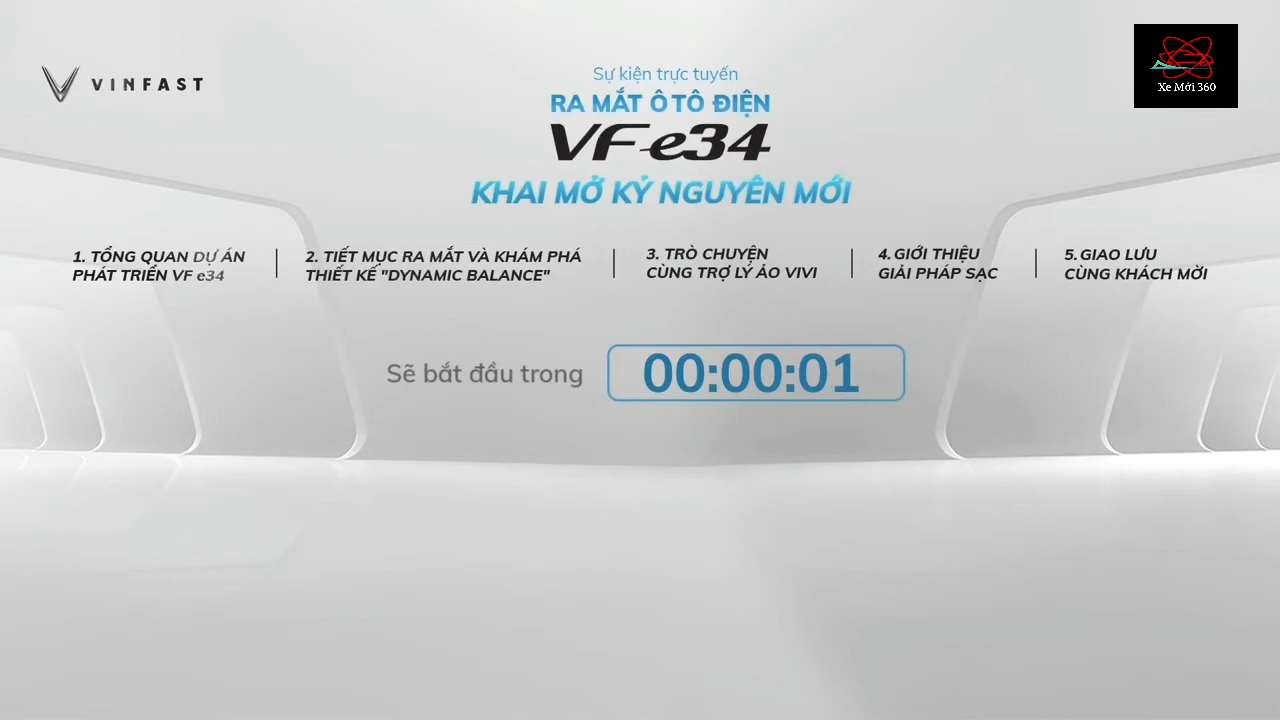 VINFAST
Xe Mới 360
Sự kiện trực tuyến
RA MẮT Ô TÔ ĐIỆN
VF e34
KHAI MỞ KỶ NGUYÊN MỚI
1. TỔNG QUAN DỰ ÁN
PHÁT TRIỂN VF e34
2. TIẾT MỤC RA MẮT VÀ KHÁM PHÁ
THIẾT KẾ "DYNAMIC BALANCE"
3. TRÒ CHUYỆN
CÙNG TRỢ LÝ ẢO VIVI
4. GIỚI THIỆU
GIẢI PHÁP SẠC
5. GIAO LƯU
CÙNG KHÁCH MỜI
Sẽ bắt đầu trong
00:00:01